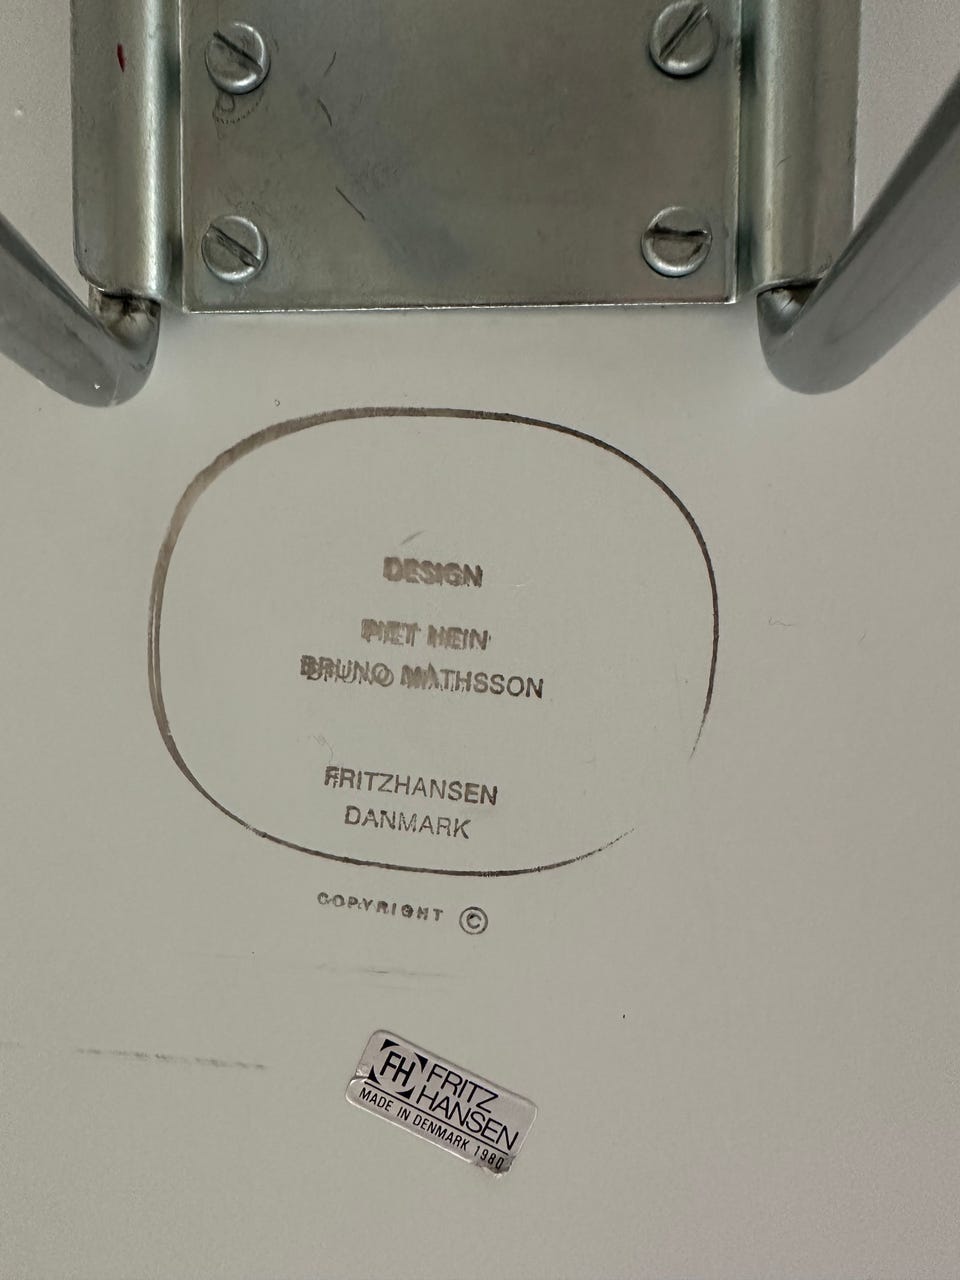 DESIGN
PIET HEIN
BRUNO MATHSSON
FRITZHANSEN
DANMARK
COPYRIGHT ©
FH FRITZ
HANSEN
MADE IN DENMARK 1980